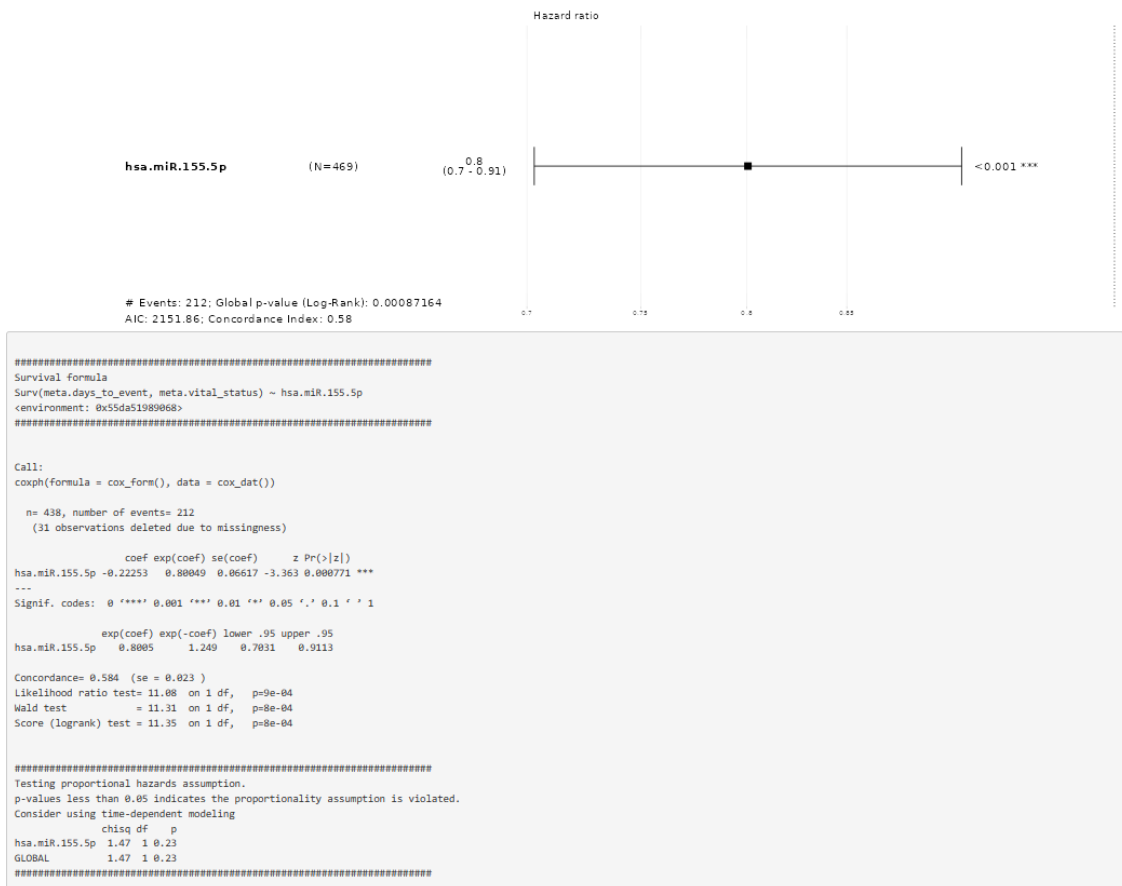 Hazard ratio
hsa.miR.155.5p (N=469) 0.8 <0.001 ***
(0.7 - 0.91)
# Events: 212; Global p-value (Log-Rank): 0.00087164
AIC: 2151.86; Concordance Index: 0.58
0.7 0.75 0.8 0.85
########################################################################
Survival formula
Surv(meta.days_to_event, meta.vital_status) ~ hsa.miR.155.5p
<environment: 0x55da51989068>
########################################################################
Call:
coxph(formula = cox_form(), data = cox_dat())
n= 438, number of events= 212
(31 observations deleted due to missingness)
coef exp(coef) se(coef) z Pr(>|z|)
hsa.miR.155.5p -0.22253 0.80049 0.06617 -3.363 0.000771 ***
---
Signif. codes: 0 ‘***’ 0.001 ‘**’ 0.01 ‘*’ 0.05 ‘.’ 0.1 ‘ ’ 1
exp(coef) exp(-coef) lower .95 upper .95
hsa.miR.155.5p 0.8005 1.249 0.7031 0.9113
Concordance= 0.584 (se = 0.023 )
Likelihood ratio test= 11.08 on 1 df, p=9e-04
Wald test = 11.31 on 1 df, p=8e-04
Score (logrank) test = 11.35 on 1 df, p=8e-04
########################################################################
Testing proportional hazards assumption.
p-values less than 0.05 indicates the proportionality assumption is violated.
Consider using time-dependent modeling
chisq df p
hsa.miR.155.5p 1.47 1 0.23
GLOBAL 1.47 1 0.23
########################################################################